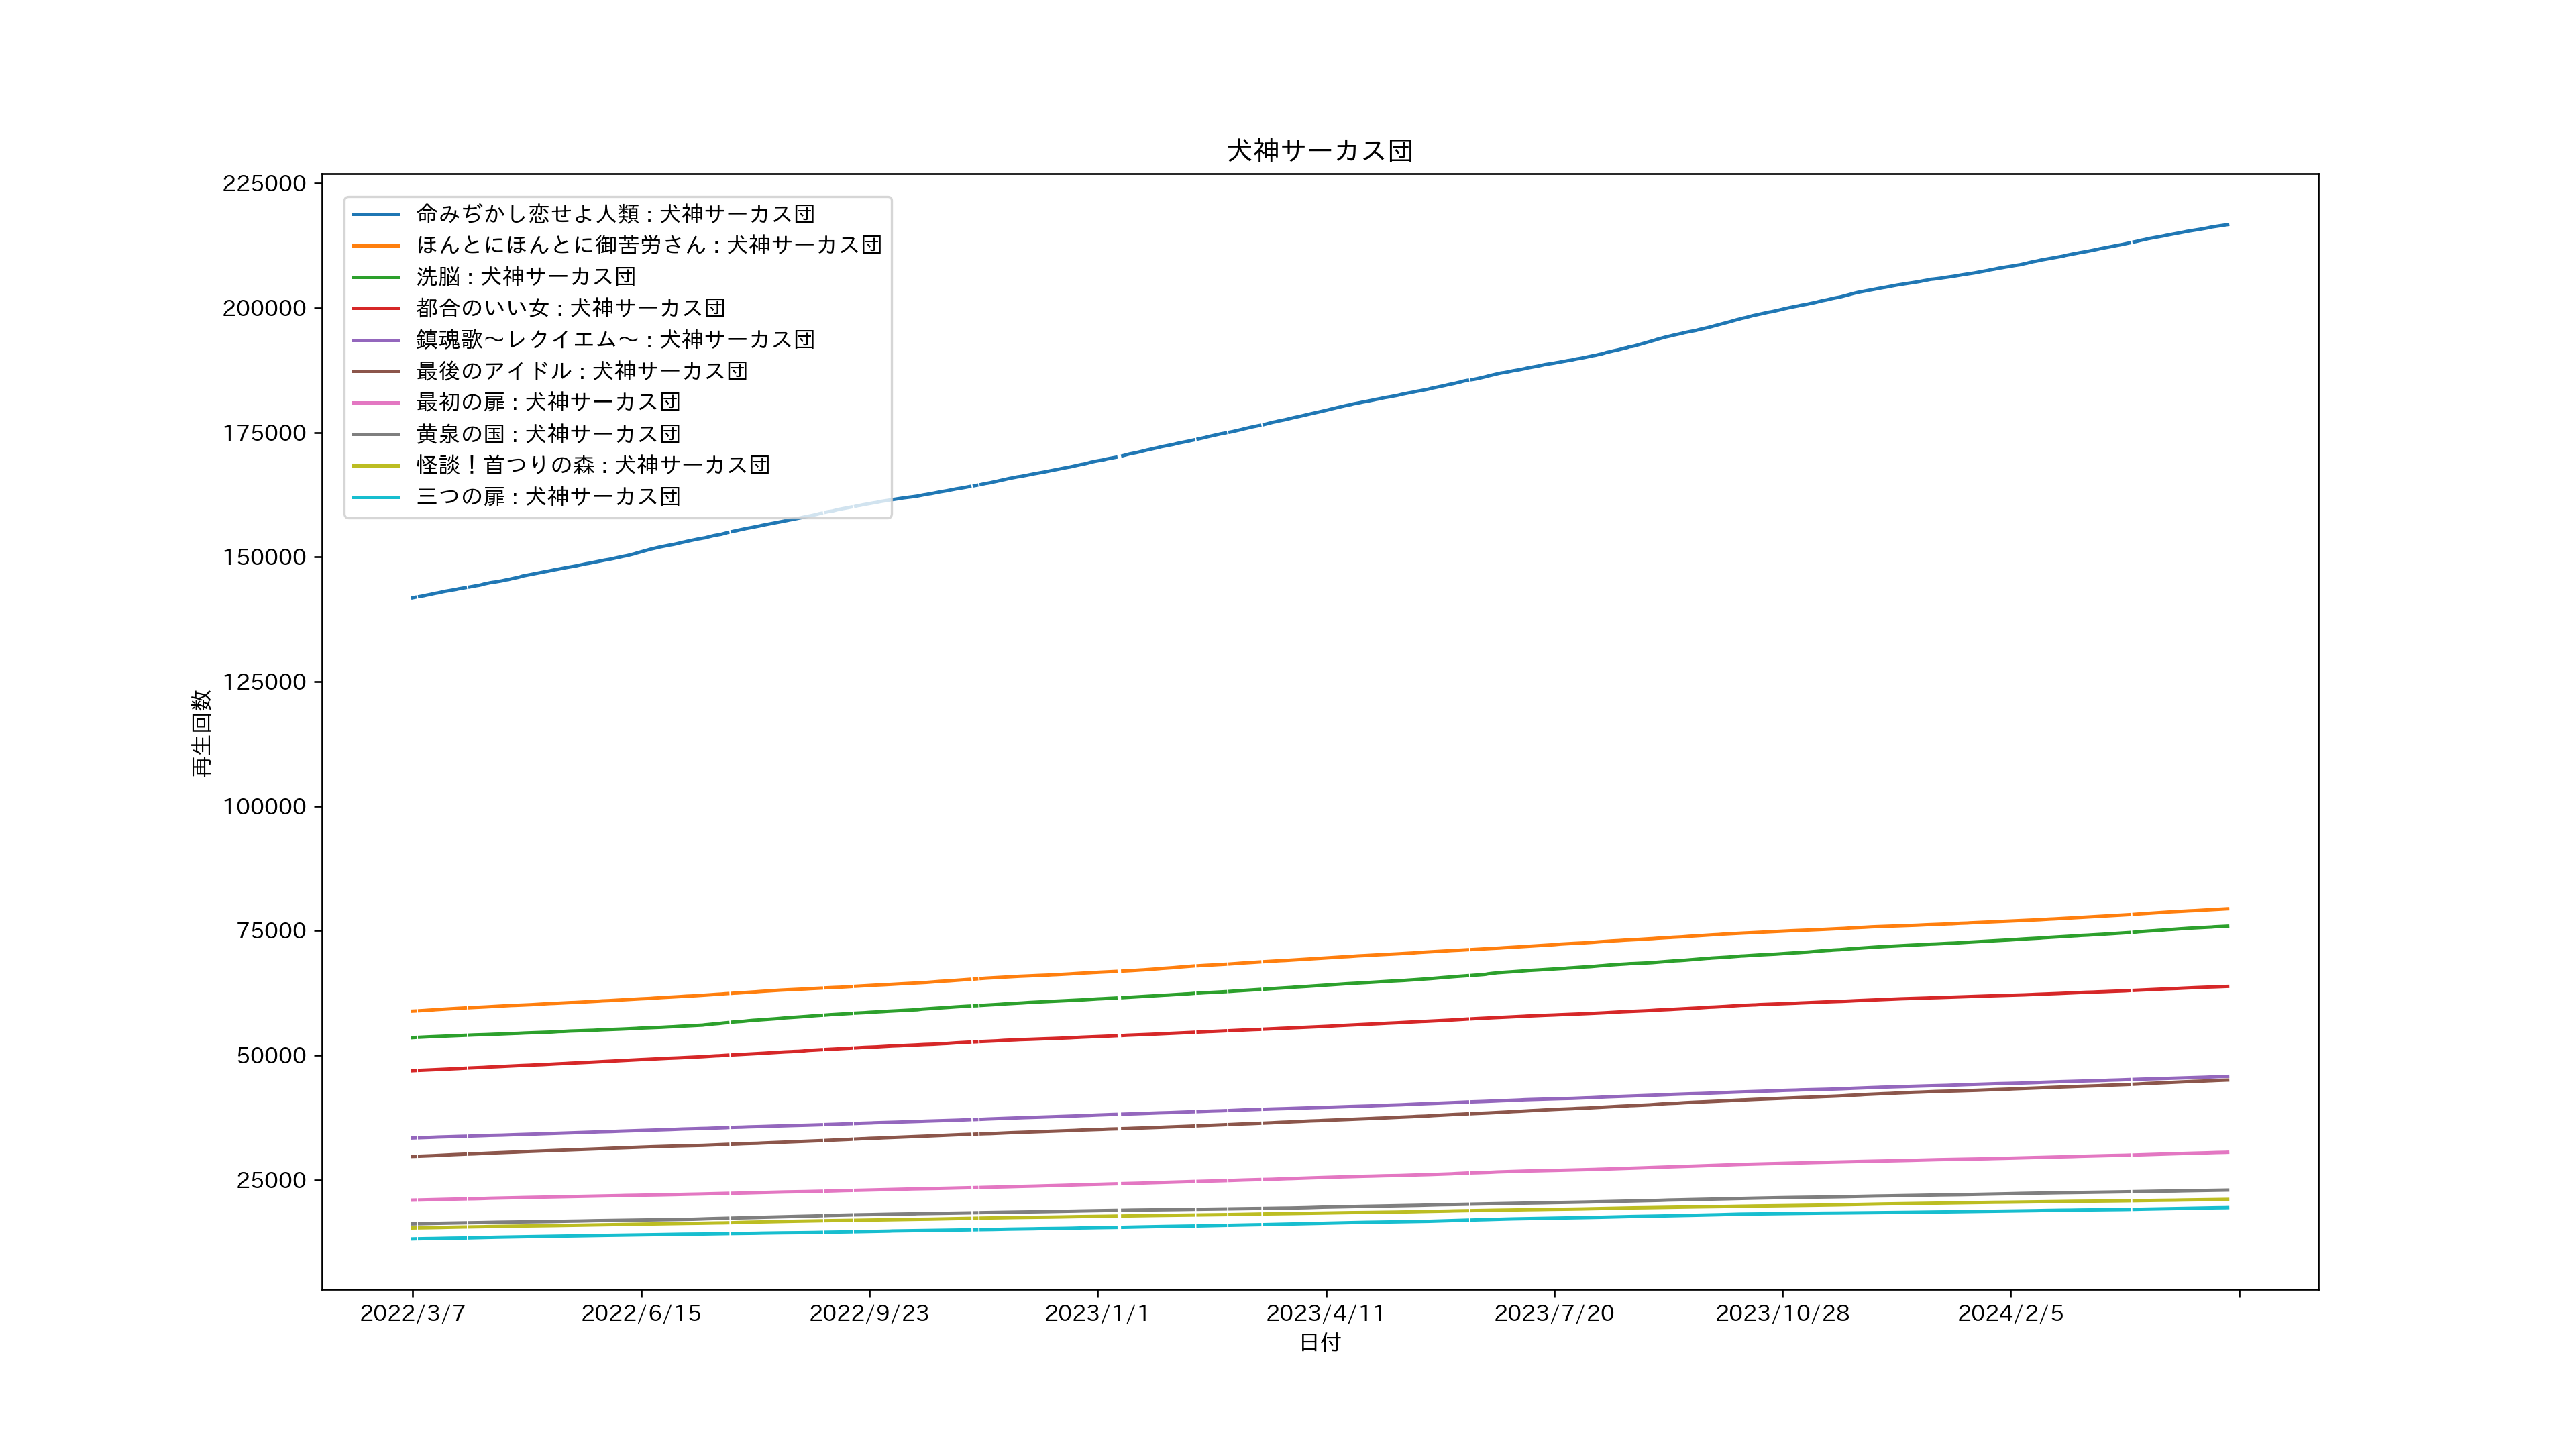 犬神サーカス団
225000
200000
175000
150000
125000
100000
75000
50000
25000
再生回数
命みぢかし恋せよ人類 : 犬神サーカス団
ほんとにほんとに御苦労さん : 犬神サーカス団
洗脳 : 犬神サーカス団
都合のいい女 : 犬神サーカス団
鎮魂歌〜レクイエム〜 : 犬神サーカス団
最後のアイドル : 犬神サーカス団
最初の扉 : 犬神サーカス団
黄泉の国 : 犬神サーカス団
怪談！首つりの森 : 犬神サーカス団
三つの扉 : 犬神サーカス団
2022/3/7 2022/6/15 2022/9/23 2023/1/1 2023/4/11 2023/7/20 2023/10/28 2024/2/5
日付